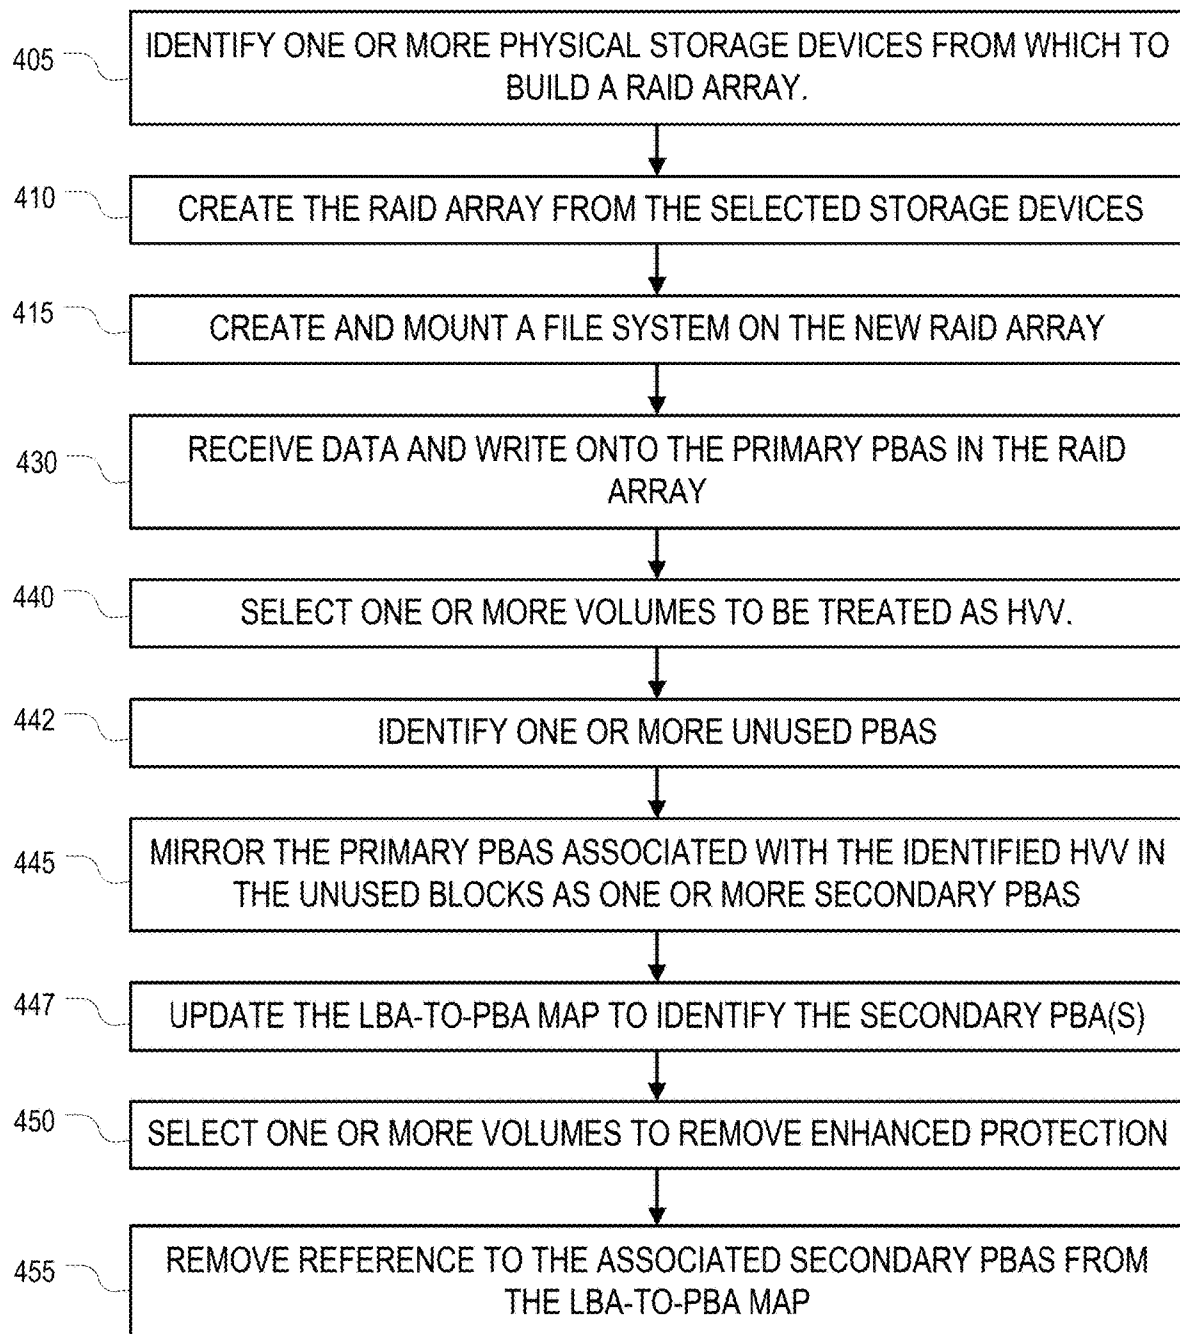 405
IDENTIFY ONE OR MORE PHYSICAL STORAGE DEVICES FROM WHICH TO
BUILD A RAID ARRAY.
410
CREATE THE RAID ARRAY FROM THE SELECTED STORAGE DEVICES
415
CREATE AND MOUNT A FILE SYSTEM ON THE NEW RAID ARRAY
430
RECEIVE DATA AND WRITE ONTO THE PRIMARY PBAS IN THE RAID
ARRAY
440
SELECT ONE OR MORE VOLUMES TO BE TREATED AS HVV.
442
IDENTIFY ONE OR MORE UNUSED PBAS
445
MIRROR THE PRIMARY PBAS ASSOCIATED WITH THE IDENTIFIED HVV IN
THE UNUSED BLOCKS AS ONE OR MORE SECONDARY PBAS
447
UPDATE THE LBA-TO-PBA MAP TO IDENTIFY THE SECONDARY PBA(S)
450
SELECT ONE OR MORE VOLUMES TO REMOVE ENHANCED PROTECTION
455
REMOVE REFERENCE TO THE ASSOCIATED SECONDARY PBAS FROM
THE LBA-TO-PBA MAP